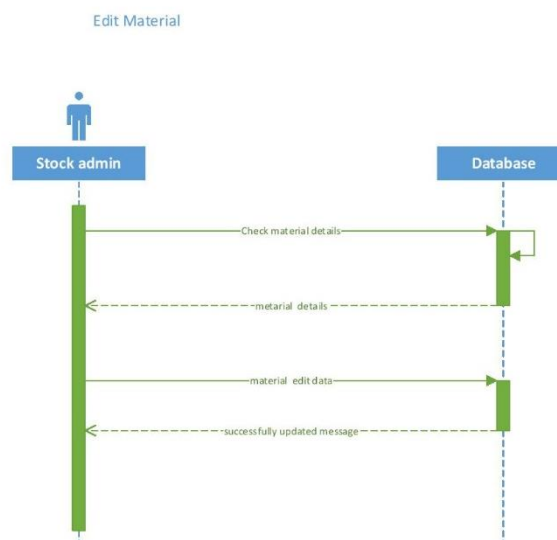 Edit Material
Stock admin
Database
Check material details
metarial details
material edit data
successfully updated message